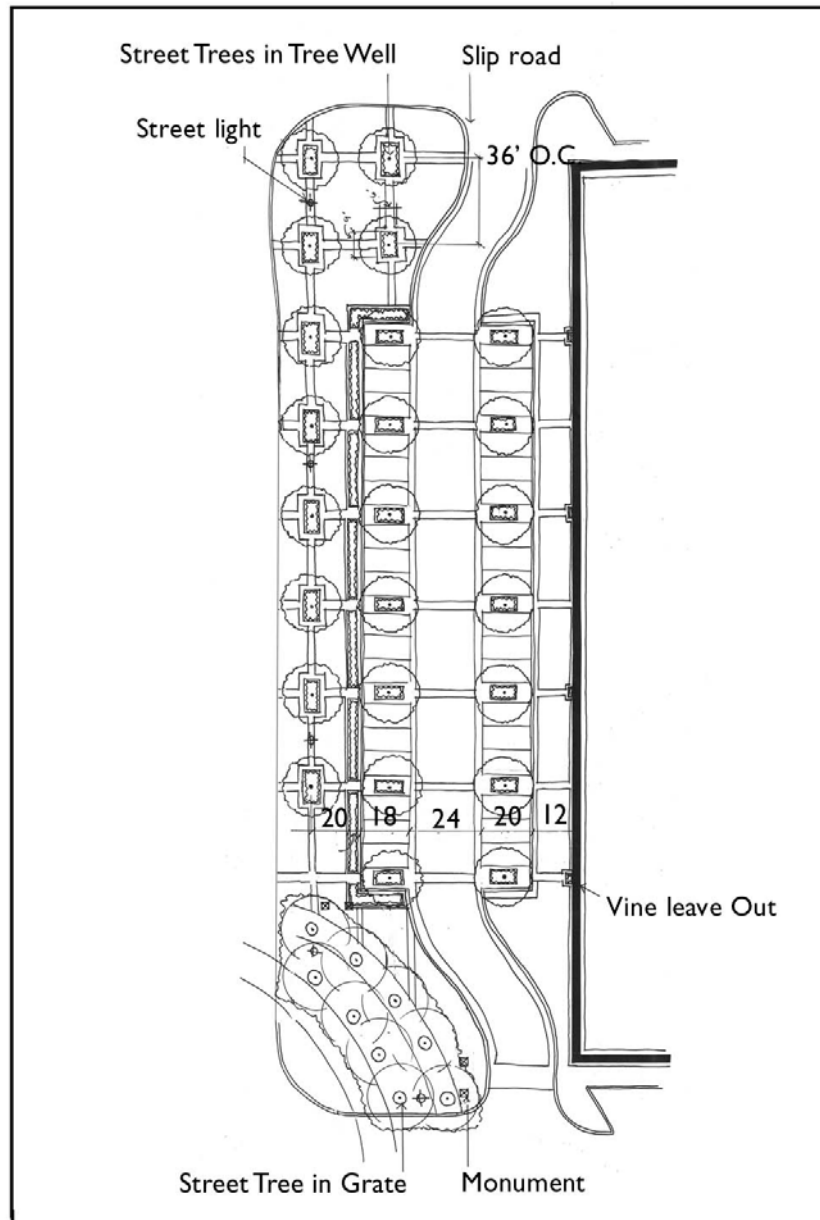 Street Trees in Tree Well
Slip road
Street light
36' O.C
20 18 24 20 12
Vine leave Out
Street Tree in Grate
Monument